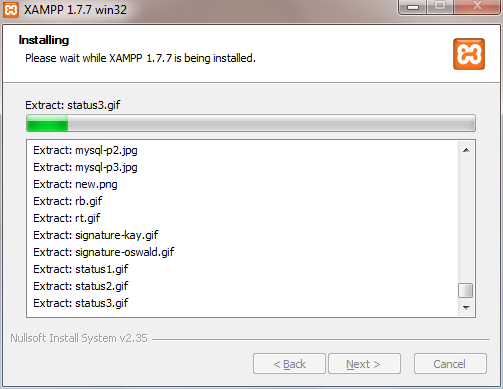 XAMPP 1.7.7 win32
Installing
Please wait while XAMPP 1.7.7 is being installed.
Extract: status3.gif
Extract: mysql-p2.jpg
Extract: mysql-p3.jpg
Extract: new.png
Extract: rb.gif
Extract: rt.gif
Extract: signature-kay.gif
Extract: signature-oswald.gif
Extract: status1.gif
Extract: status2.gif
Extract: status3.gif
Nullsoft Install System v2.35
< Back Next > Cancel